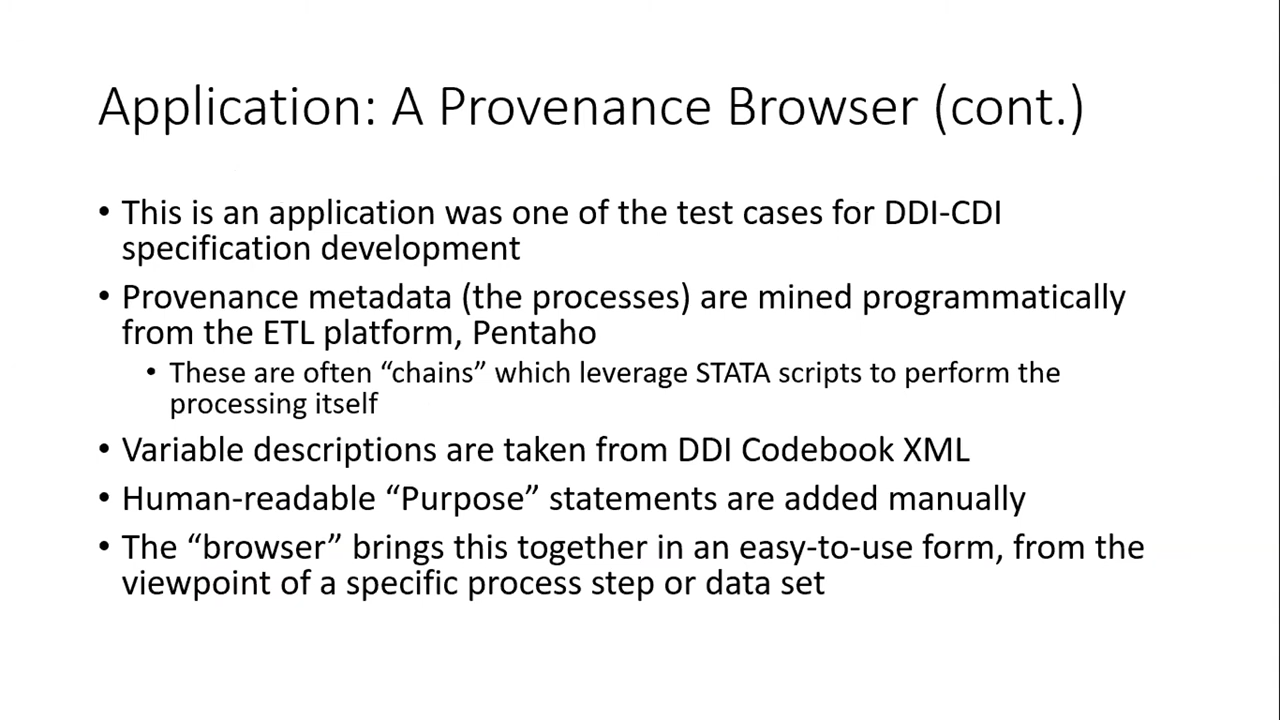 Application: A Provenance Browser (cont.)
• This is an application was one of the test cases for DDI-CDI
specification development
• Provenance metadata (the processes) are mined programmatically
from the ETL platform, Pentaho
• These are often “chains” which leverage STATA scripts to perform the
processing itself
• Variable descriptions are taken from DDI Codebook XML
• Human-readable “Purpose” statements are added manually
• The “browser” brings this together in an easy-to-use form, from the
viewpoint of a specific process step or data set